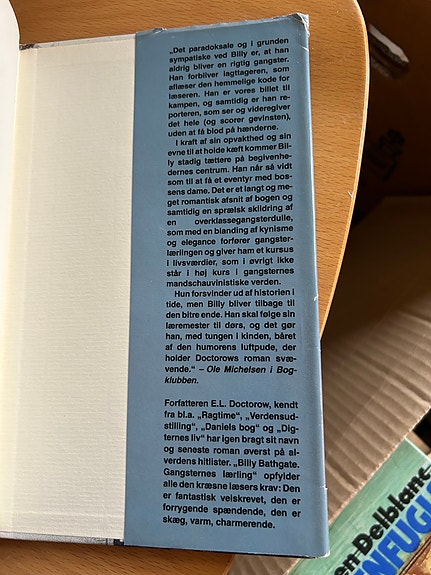 „Det paradoksale og i grunden
sympatiske ved Billy er, at han
aldrig bliver en rigtig gangster.
Han forbliver iagttageren, som
aflæser den hemmelige kode for
læseren. Han er vores billet til
kampen, og samtidig er han re-
porteren, som ser og videregiver
det hele (og scorer gevinsten),
uden at få blod på hænderne.
I kraft af sin opvakthed og sin
evne til at holde kæft kommer Bil-
ly stadig tættere på begivenhe-
dernes centrum. Han når så vidt
som til at få et eventyr med bos-
sens dame. Det er et langt og me-
get romantisk afsnit af bogen og
samtidig en sprælsk skildring af
en overklassegangsterdulle,
som med en blanding af kynisme
og elegance forfører gangster-
lærlingen og giver ham et kursus
i livsværdier, som i øvrigt ikke
står i høj kurs i gangsternes
mandschauvinistiske verden.
Hun forsvinder ud af historien i
tide, men Billy bliver tilbage til
den bitre ende. Han skal følge sin
læremester til dørs, og det gør
han, med tungen i kinden, båret
af den humorens luftpude, der
holder Doctorows roman svæ-
vende.“ – Ole Michelsen i Bog-
klubben.
Forfatteren E.L. Doctorow, kendt
fra bl.a. „Ragtime“, „Verdensud-
stilling“, „Daniels bog“ og „Dig-
ternes liv“ har igen bragt sit navn
og seneste roman øverst på al-
verdens hitlister. „Billy Bathgate.
Gangsternes lærling“ opfylder
alle den kræsne læsers krav: Den
er fantastisk velskrevet, den er
forrygende spændende, den er
skæg, varm, charmerende.
en Delblanc
ENFUGL